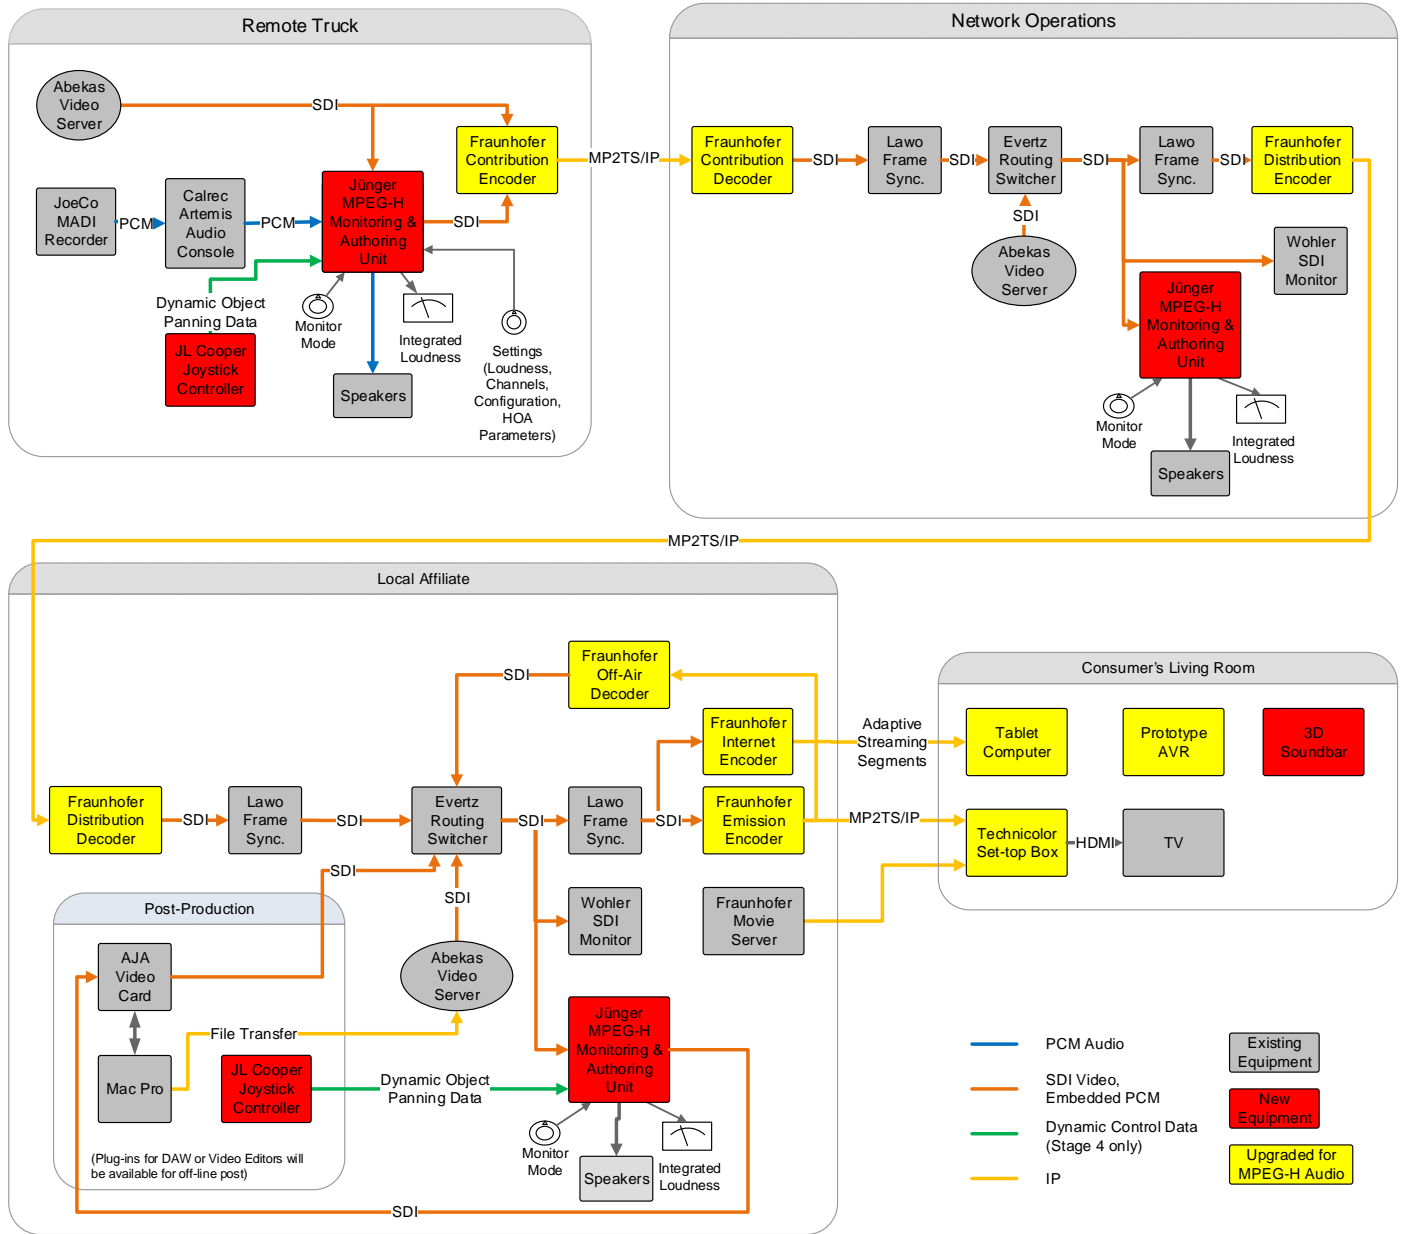 Remote Truck
Abekas
Video
Server
SDI
Fraunhofer
Contribution
Encoder
JoeCo
MADI
Recorder
PCM
Calrec
Artemis
Audio
Console
PCM
Jünger
MPEG-H
Monitoring &
Authoring
Unit
SDI
Dynamic Object
Panning Data
JL Cooper
Joystick
Controller
Monitor
Mode
Integrated
Loudness
Speakers
Settings
(Loudness,
Channels,
Configuration,
HOA
Parameters)
MP2TS/IP
Network Operations
Fraunhofer
Contribution
Decoder
SDI
Lawo
Frame
Sync.
SDI
Evertz
Routing
Switcher
SDI
Lawo
Frame
Sync.
SDI
Fraunhofer
Distribution
Encoder
SDI
Abekas
Video
Server
Wohler
SDI
Monitor
Jünger
MPEG-H
Monitoring &
Authoring
Unit
Monitor
Mode
Integrated
Loudness
Speakers
MP2TS/IP
Local Affiliate
Fraunhofer
Off-Air
Decoder
SDI
Fraunhofer
Internet
Encoder
Fraunhofer
Distribution
Decoder
SDI
Lawo
Frame
Sync.
SDI
Evertz
Routing
Switcher
SDI
Lawo
Frame
Sync.
SDI
Fraunhofer
Emission
Encoder
SDI
SDI
Abekas
Video
Server
Wohler
SDI
Monitor
Fraunhofer
Movie
Server
Post-Production
AJA
Video
Card
Mac Pro
File Transfer
JL Cooper
Joystick
Controller
Dynamic Object
Panning Data
(Plug-ins for DAW or Video Editors will
be available for off-line post)
Jünger
MPEG-H
Monitoring &
Authoring
Unit
Monitor
Mode
Speakers
Integrated
Loudness
SDI
Adaptive
Streaming
Segments
MP2TS/IP
Consumer's Living Room
Tablet
Computer
Prototype
AVR
3D
Soundbar
Technicolor
Set-top Box
HDMI
TV
PCM Audio
SDI Video,
Embedded PCM
Dynamic Control Data
(Stage 4 only)
IP
Existing
Equipment
New
Equipment
Upgraded for
MPEG-H Audio